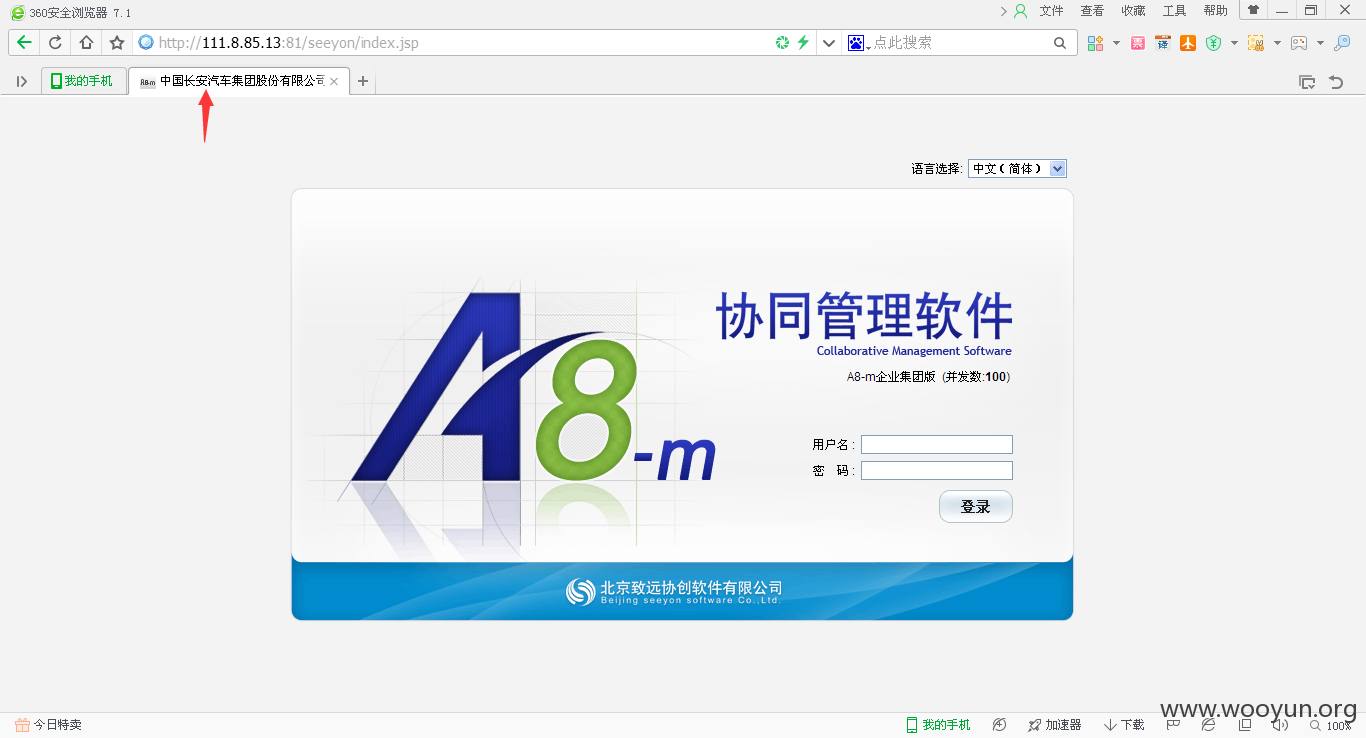 360安全浏览器 7.1
文件 查看 收藏 工具 帮助
http://111.8.85.13:81/seeyon/index.jsp
点此搜索
我的手机
A8-m 中国长安汽车集团股份有限公司
语言选择: 中文（简体）
A8-m
协同管理软件
Collaborative Management Software
A8-m企业集团版 (并发数:100)
用户名：
密 码：
登录
北京致远协创软件有限公司
Beijing seeyon software Co.,Ltd.
www.wooyun.org
今日特卖
我的手机 加速器 下载 100%